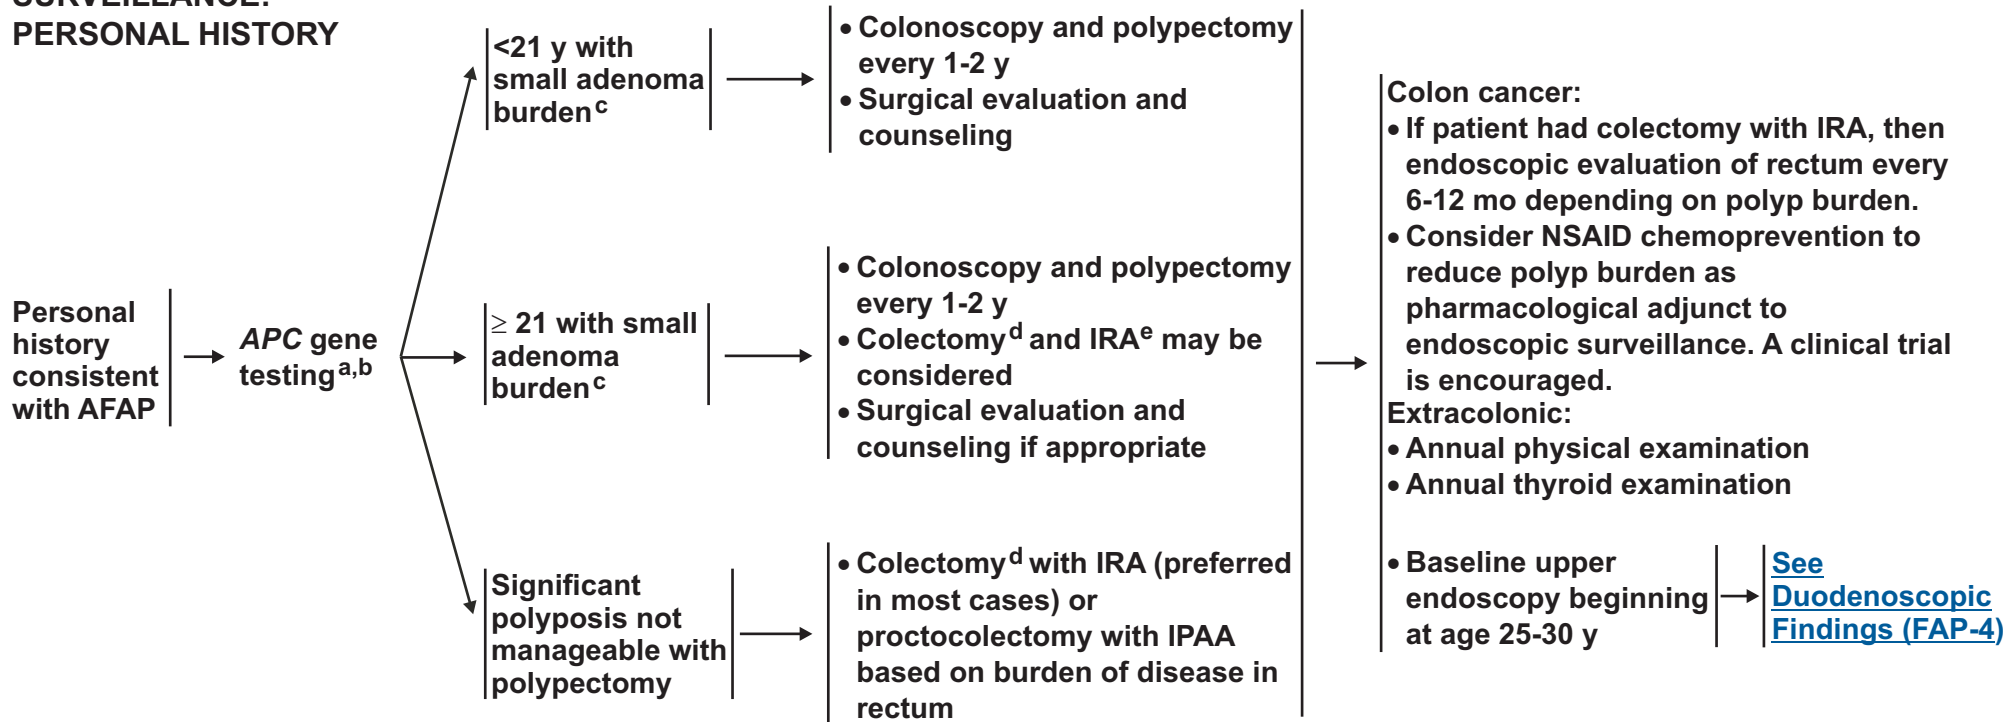 SURVEILLANCE:
PERSONAL HISTORY
Personal
history
consistent
with AFAP
APC gene
testing a,b
<21 y with
small adenoma
burden c
≥ 21 with small
adenoma
burden c
Significant
polyposis not
manageable with
polypectomy
• Colonoscopy and polypectomy
every 1-2 y
• Surgical evaluation and
counseling
• Colonoscopy and polypectomy
every 1-2 y
• Colectomy d and IRA e may be
considered
• Surgical evaluation and
counseling if appropriate
• Colectomy d with IRA (preferred
in most cases) or
proctocolectomy with IPAA
based on burden of disease in
rectum
Colon cancer:
• If patient had colectomy with IRA, then
endoscopic evaluation of rectum every
6-12 mo depending on polyp burden.
• Consider NSAID chemoprevention to
reduce polyp burden as
pharmacological adjunct to
endoscopic surveillance. A clinical trial
is encouraged.
Extracolonic:
• Annual physical examination
• Annual thyroid examination
• Baseline upper
endoscopy beginning
at age 25-30 y
See
Duodenoscopic
Findings (FAP-4)